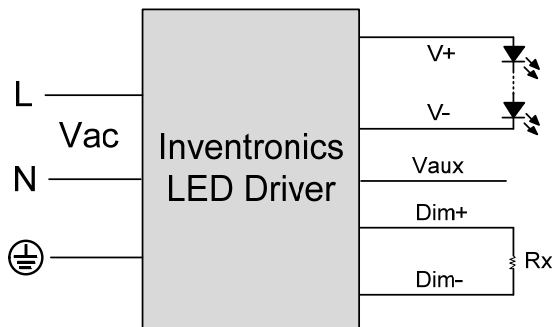 L
Vac
N
Inventronics
LED Driver
V+
V-
Vaux
Dim+
Rx
Dim-